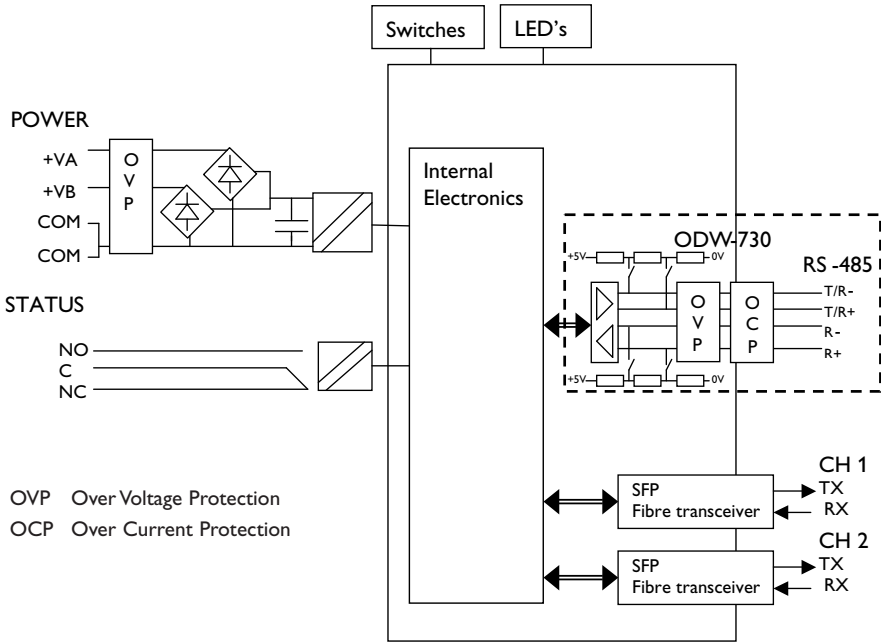 Switches
LED's
POWER
+VA
+VB
COM
COM
O
V
P
STATUS
NO
C
NC
Internal
Electronics
ODW-730
RS -485
+5V
0V
O
V
P
O
C
P
T/R-
T/R+
R-
R+
+5V
0V
OVP Over Voltage Protection
OCP Over Current Protection
SFP
Fibre transceiver
CH 1
TX
RX
SFP
Fibre transceiver
CH 2
TX
RX